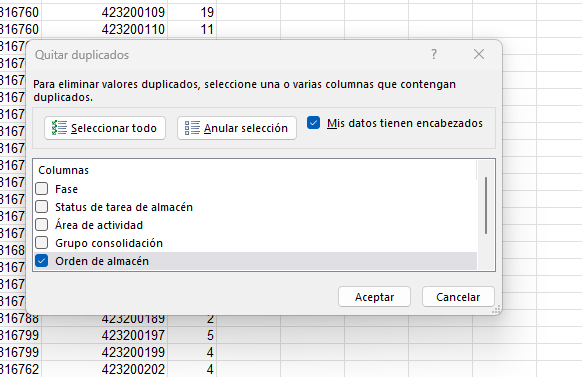 316760 423200109 19
316760 423200110 11
Quitar duplicados
Para eliminar valores duplicados, seleccione una o varias columnas que contengan
duplicados.
Seleccionar todo Anular selección Mis datos tienen encabezados
Columnas
Fase
Status de tarea de almacén
Área de actividad
Grupo consolidación
Orden de almacén
Aceptar Cancelar
316788 423200189 2
316799 423200197 5
316799 423200199 4
316762 423200202 4